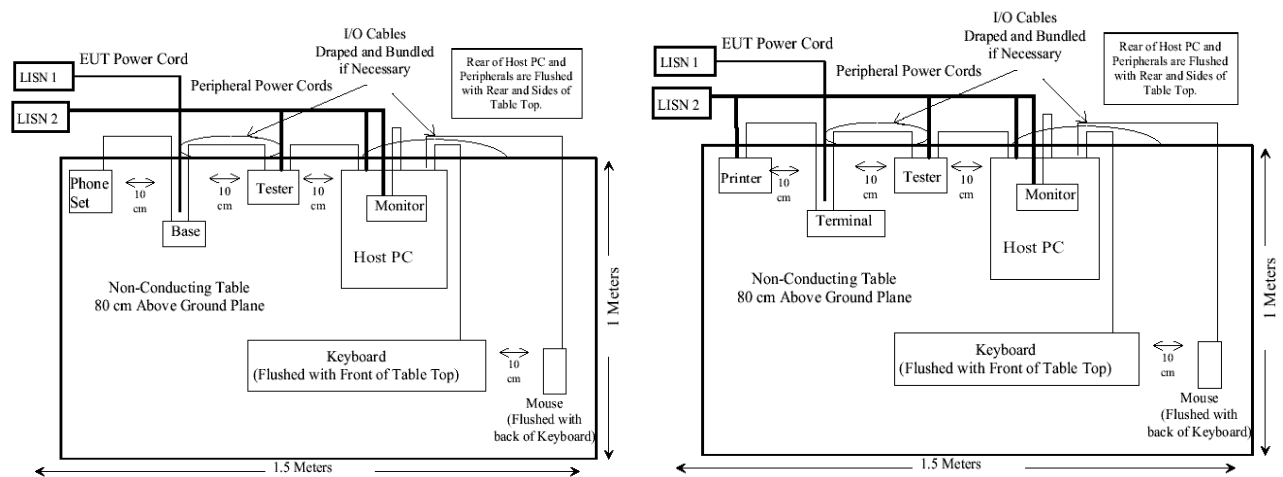 I/O Cables
Draped and Bundled
if Necessary
EUT Power Cord
LISN 1
Peripheral Power Cords
LISN 2
Rear of Host PC and
Peripherals are Flushed
with Rear and Sides of
Table Top.
Phone
Set
10
cm
10
cm
Tester
10
cm
Monitor
Base
Host PC
Non-Conducting Table
80 cm Above Ground Plane
1 Meters
Keyboard
(Flushed with Front of Table Top)
10
cm
Mouse
(Flushed with
back of Keyboard)
1.5 Meters
I/O Cables
Draped and Bundled
if Necessary
EUT Power Cord
LISN 1
Peripheral Power Cords
LISN 2
Rear of Host PC and
Peripherals are Flushed
with Rear and Sides of
Table Top.
Printer
10
cm
10
cm
Tester
10
cm
Monitor
Terminal
Host PC
Non-Conducting Table
80 cm Above Ground Plane
1 Meters
Keyboard
(Flushed with Front of Table Top)
10
cm
Mouse
(Flushed with
back of Keyboard)
1.5 Meters